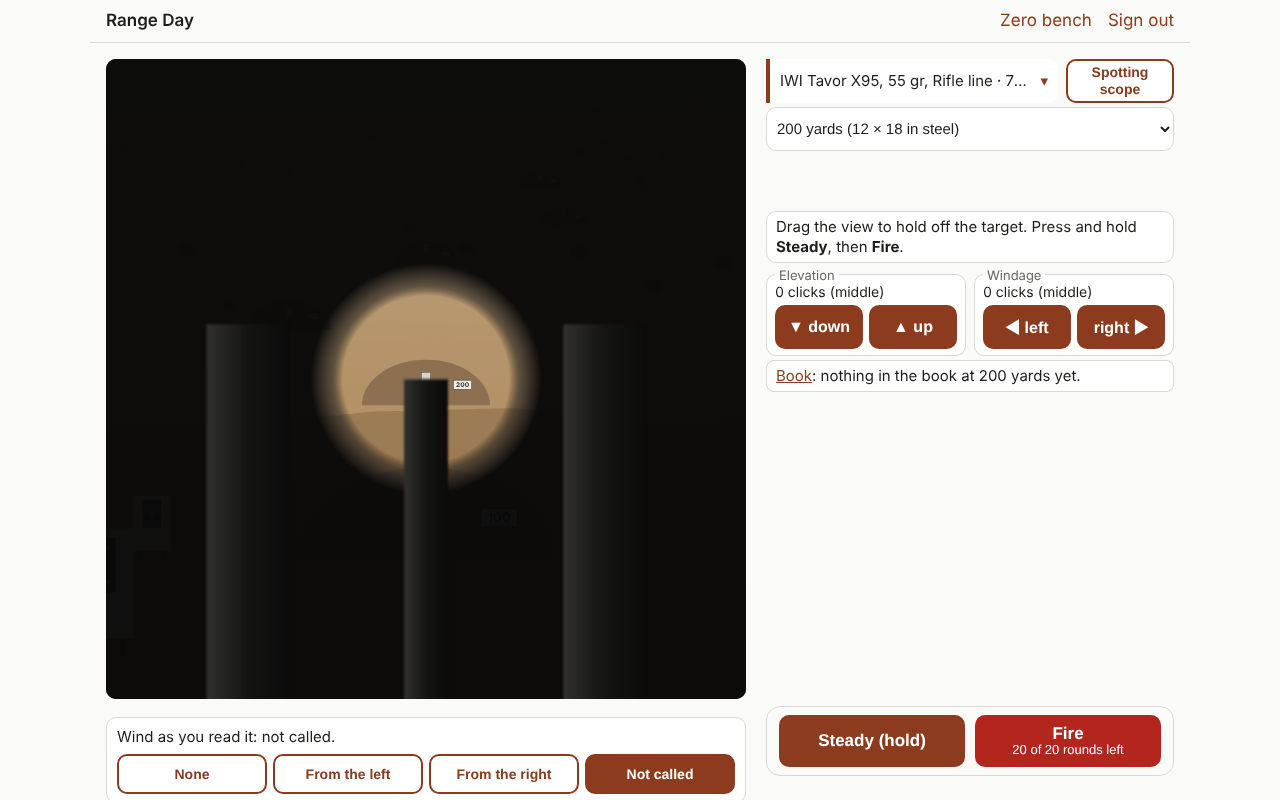 Range Day
Zero bench
Sign out
IWI Tavor X95, 55 gr, Rifle line · 7... ▾
Spotting
scope
200 yards (12 × 18 in steel)
200
100
Drag the view to hold off the target. Press and hold
Steady, then Fire.
Elevation
0 clicks (middle)
▼ down
▲ up
Windage
0 clicks (middle)
◀ left
right ▶
Book: nothing in the book at 200 yards yet.
Steady (hold)
Fire
20 of 20 rounds left
Wind as you read it: not called.
None
From the left
From the right
Not called